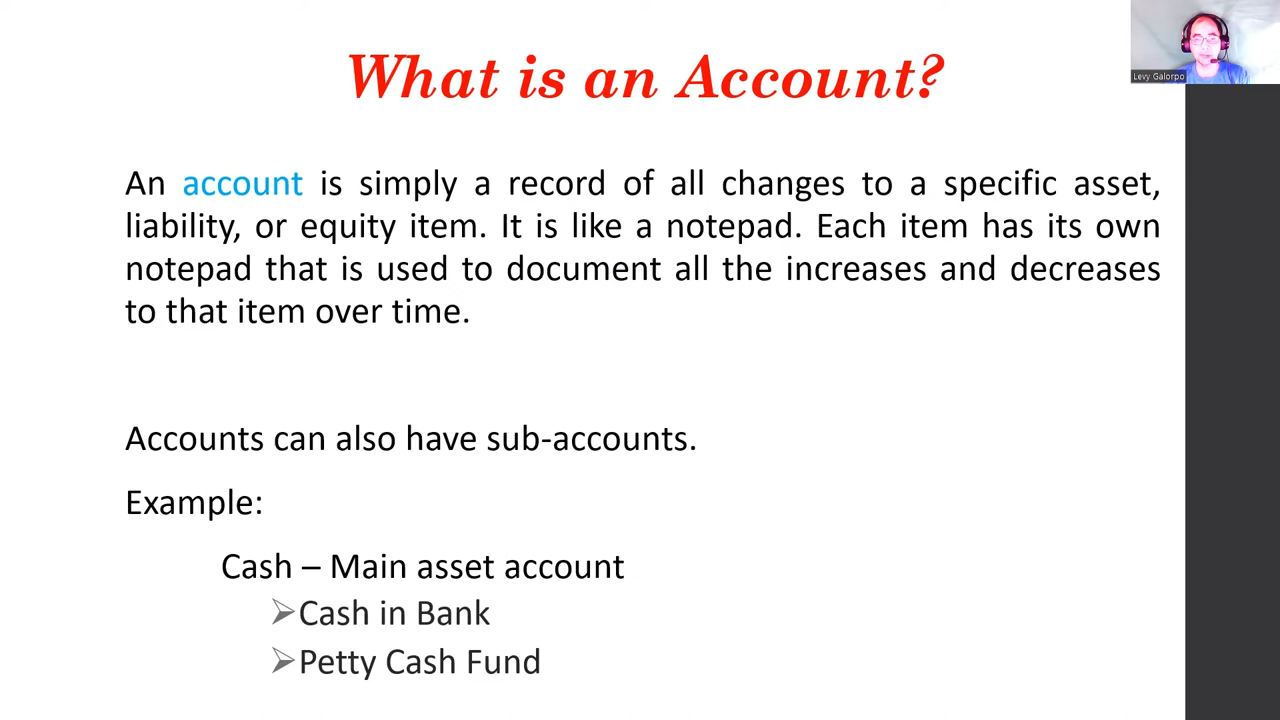 What is an Account?
Levy Galorpo
An account is simply a record of all changes to a specific asset,
liability, or equity item. It is like a notepad. Each item has its own
notepad that is used to document all the increases and decreases
to that item over time.
Accounts can also have sub-accounts.
Example:
Cash – Main asset account
Cash in Bank
Petty Cash Fund